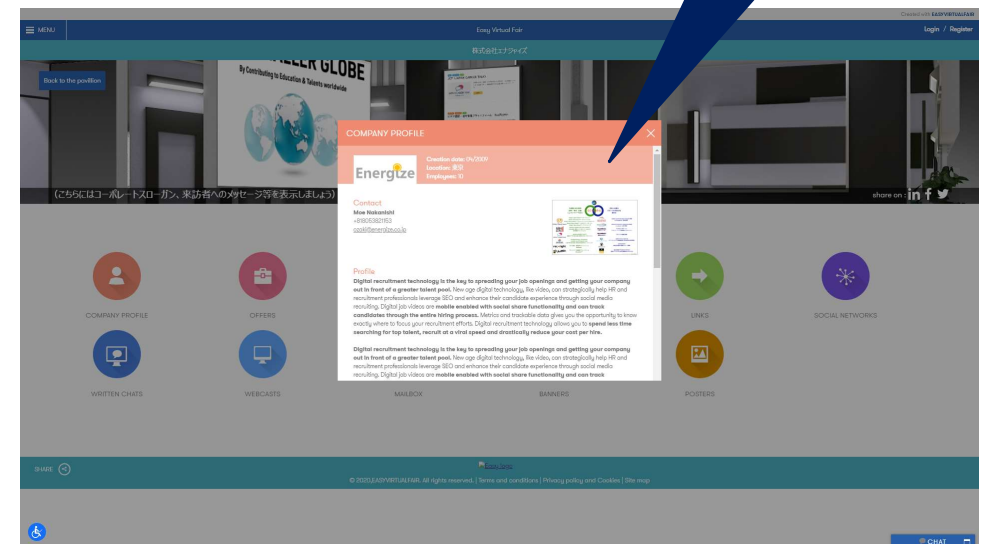 Created with EASYVIRTUALFAIR
MENU
Easy Virtual Fair
Login / Register
株式会社エナジャイズ
Back to the pavilion
GLOBE
By Contributing to Education & Talents worldwide
COMPANY PROFILE
Energize
Creation date: 04/2001
Location: 東京
Employees: 10
(こちらにはコーポレートスローガン、来訪者へのメッセージ等を表示しましょう)
share on :
Contact
Moe Nakanishi
Profile
Digital recruitment technology is the key to spreading your job openings and getting your company
out in front of a greater talent pool. New age digital technology, like video, can strategically help HR and
recruitment professionals leverage SEO and enhance their candidate experience through social media
recruiting. Digital job videos are mobile enabled with social share functionality and can track
candidates through the entire hiring process. Metrics and trackable data gives you the opportunity to know
exactly where to focus your recruitment efforts. Digital recruitment technology allows you to spend less time
searching for top talent, recruit at a viral speed and drastically reduce your cost per hire.
Digital recruitment technology is the key to spreading your job openings and getting your company
out in front of a greater talent pool. New age digital technology, like video, can strategically help HR and
recruitment professionals leverage SEO and enhance their candidate experience through social media
recruiting. Digital job videos are mobile enabled with social share functionality and can track
COMPANY PROFILE
OFFERS
LINKS
SOCIAL NETWORKS
WRITTEN CHATS
WEBCASTS
MAILBOX
BANNERS
POSTERS
SHARE
© 2020,EASYVIRTUALFAIR. All rights reserved. | Terms and conditions | Privacy policy and Cookies | Site map
CHAT